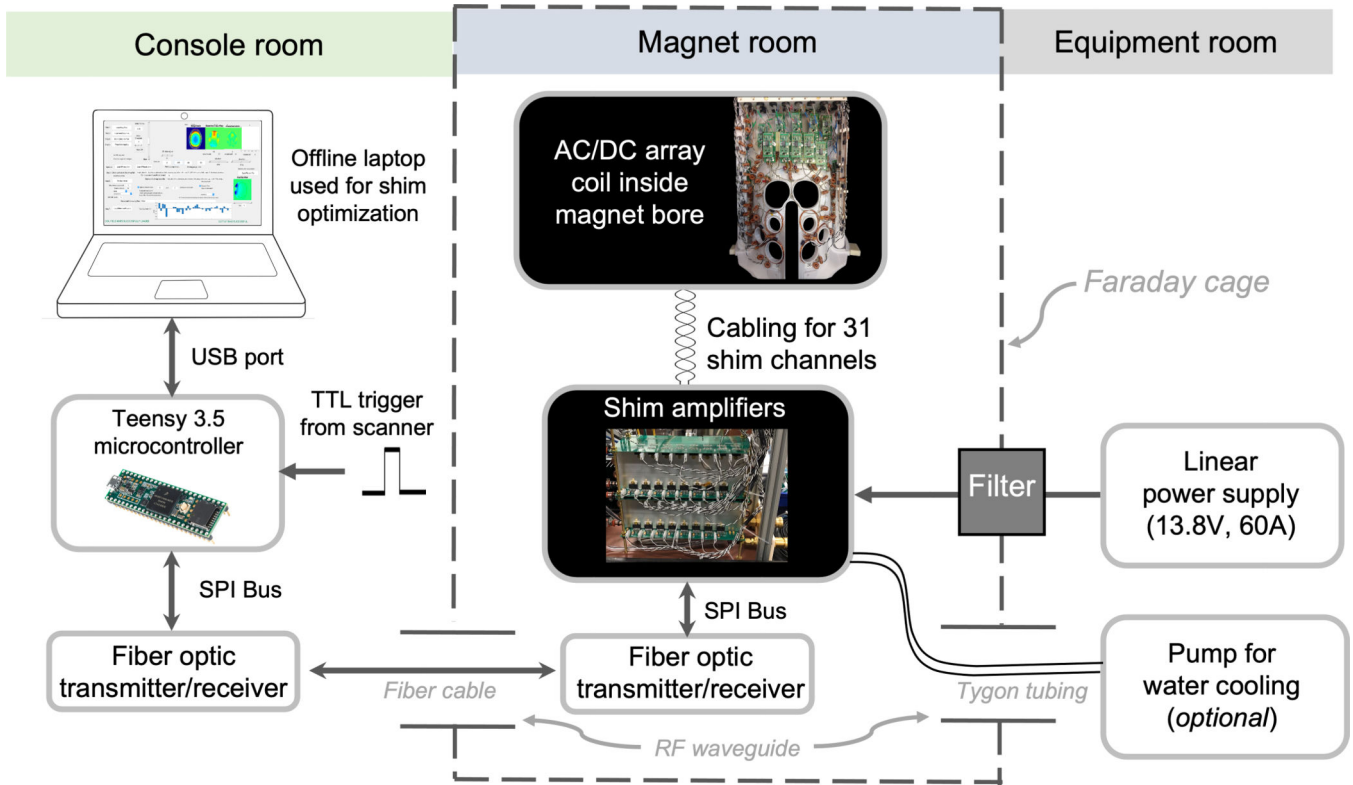 Console room
Magnet room
Equipment room
Offline laptop
used for shim
optimization
AC/DC array
coil inside
magnet bore
Faraday cage
USB port
Cabling for 31
shim channels
Teensy 3.5
microcontroller
TTL trigger
from scanner
Shim amplifiers
Filter
Linear
power supply
(13.8V, 60A)
SPI Bus
SPI Bus
Fiber optic
transmitter/receiver
Fiber cable
Fiber optic
transmitter/receiver
Tygon tubing
Pump for
water cooling
(optional)
RF waveguide